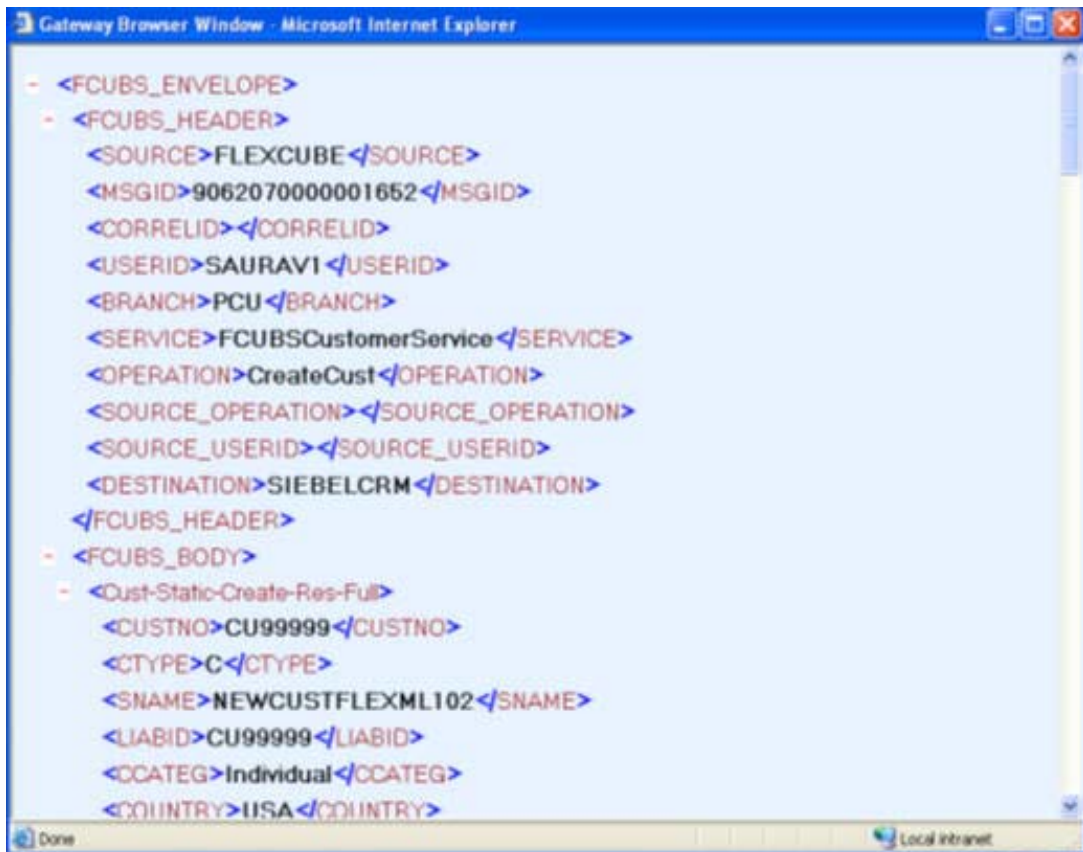 Gateway Browser Window - Microsoft Internet Explorer
- <FCUBS_ENVELOPE>
- <FCUBS_HEADER>
<SOURCE>FLEXCUBE</SOURCE>
<MSGID>9062070000001652</MSGID>
<CORRELID></CORRELID>
<USERID>SAURAV1</USERID>
<BRANCH>PCU</BRANCH>
<SERVICE>FCUBSCustomerService</SERVICE>
<OPERATION>CreateCust</OPERATION>
<SOURCE_OPERATION></SOURCE_OPERATION>
<SOURCE_USERID></SOURCE_USERID>
<DESTINATION>SIEBELCRM</DESTINATION>
</FCUBS_HEADER>
- <FCUBS_BODY>
- <Cust-Static-Create-Res-Full>
<CUSTNO>CU99999</CUSTNO>
<CTYPE>C</CTYPE>
<SNAME>NEWCUSTFLEXML102</SNAME>
<LIABID>CU99999</LIABID>
<CCATEG>Individual</CCATEG>
<COUNTRY>USA</COUNTRY>
Done Local intranet